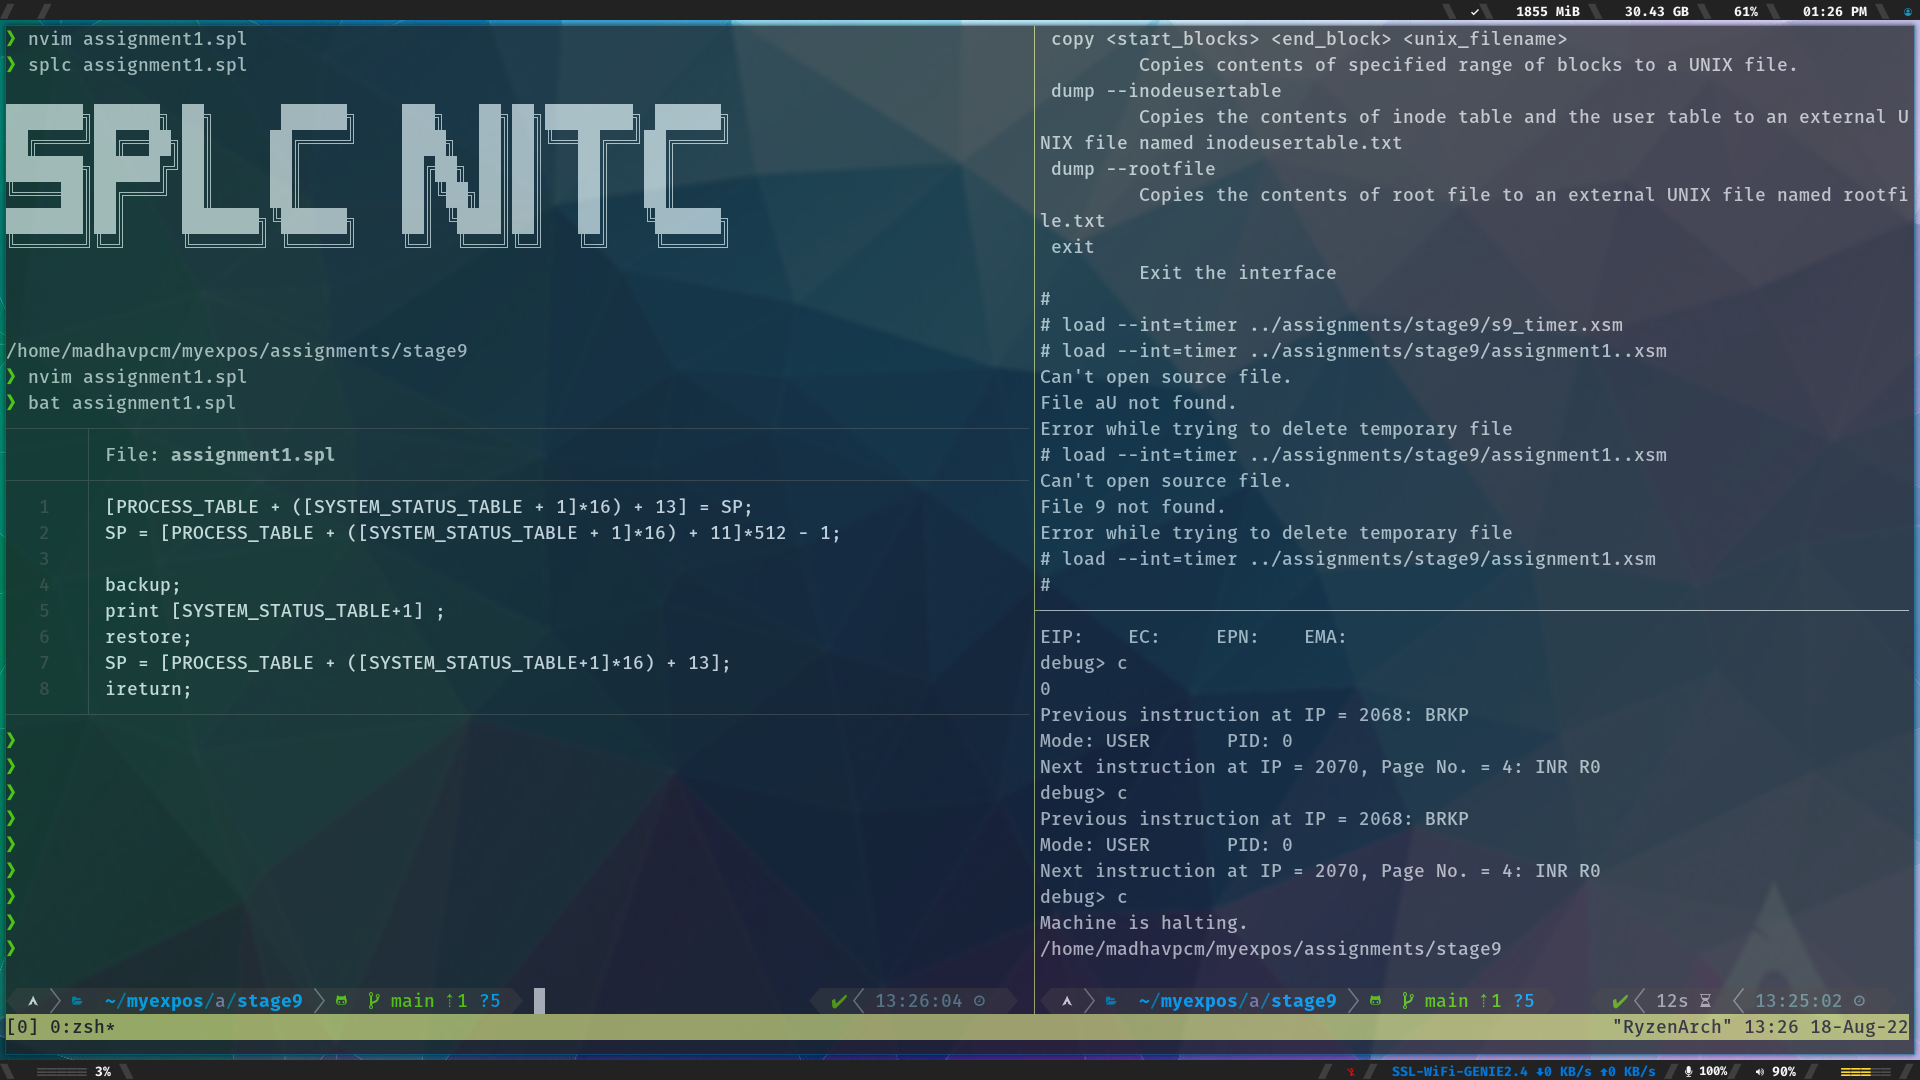 1855 MiB 30.43 GB 61% 01:26 PM
❯ nvim assignment1.spl
❯ splc assignment1.spl
SPLC NITC
/home/madhavpcm/myexpos/assignments/stage9
❯ nvim assignment1.spl
❯ bat assignment1.spl
File: assignment1.spl
1 [PROCESS_TABLE + ([SYSTEM_STATUS_TABLE + 1]*16) + 13] = SP;
2 SP = [PROCESS_TABLE + ([SYSTEM_STATUS_TABLE + 1]*16) + 11]*512 - 1;
3
4 backup;
5 print [SYSTEM_STATUS_TABLE+1] ;
6 restore;
7 SP = [PROCESS_TABLE + ([SYSTEM_STATUS_TABLE+1]*16) + 13];
8 ireturn;
❯
❯
❯
❯
❯
❯
❯
❯
❯
~/myexpos/a/stage9 main ↑1 ?5 ✔ 13:26:04
copy <start_blocks> <end_block> <unix_filename>
Copies contents of specified range of blocks to a UNIX file.
dump --inodeusertable
Copies the contents of inode table and the user table to an external U
NIX file named inodeusertable.txt
dump --rootfile
Copies the contents of root file to an external UNIX file named rootfi
le.txt
exit
Exit the interface
#
# load --int=timer ../assignments/stage9/s9_timer.xsm
# load --int=timer ../assignments/stage9/assignment1..xsm
Can't open source file.
File aU not found.
Error while trying to delete temporary file
# load --int=timer ../assignments/stage9/assignment1..xsm
Can't open source file.
File 9 not found.
Error while trying to delete temporary file
# load --int=timer ../assignments/stage9/assignment1.xsm
#
EIP: EC: EPN: EMA:
debug> c
0
Previous instruction at IP = 2068: BRKP
Mode: USER PID: 0
Next instruction at IP = 2070, Page No. = 4: INR R0
debug> c
Previous instruction at IP = 2068: BRKP
Mode: USER PID: 0
Next instruction at IP = 2070, Page No. = 4: INR R0
debug> c
Machine is halting.
/home/madhavpcm/myexpos/assignments/stage9
~/myexpos/a/stage9 main ↑1 ?5 ✔ 12s 13:25:02
[0] 0:zsh* "RyzenArch" 13:26 18-Aug-22
3% SSL-WiFi-GENIE2.4 ↓0 KB/s ↑0 KB/s 100% 90%